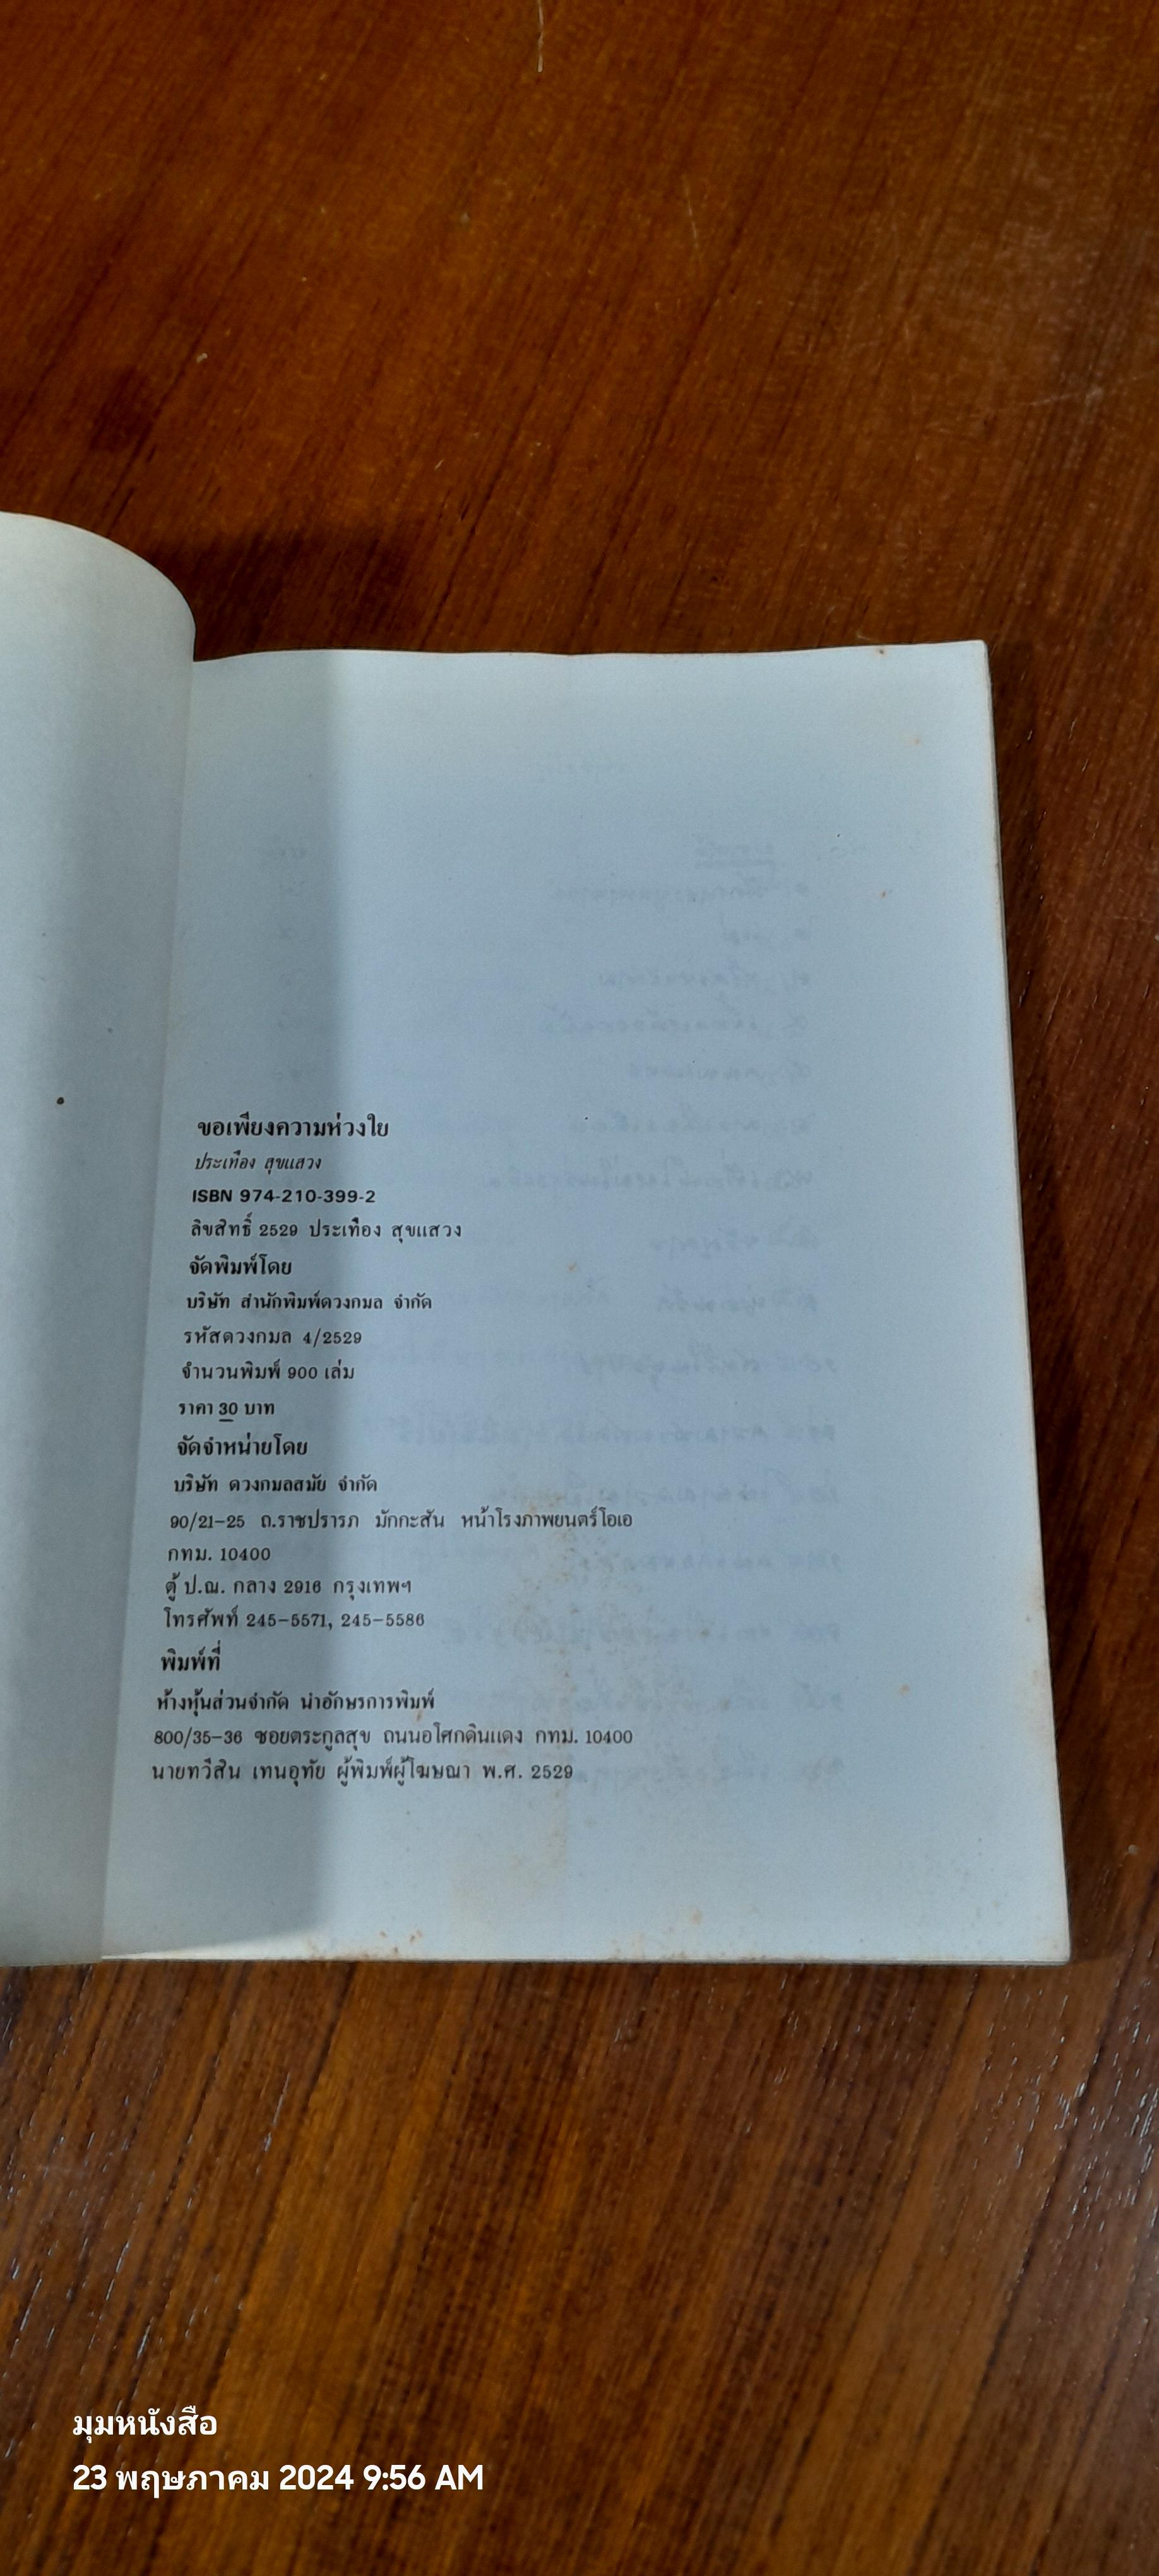 ขอเพียงความห่วงใย
ประเทือง สุขแสวง
ISBN 974-210-399-2
ลิขสิทธิ์ 2529 ประเทือง สุขแสวง
จัดพิมพ์โดย
บริษัท สำนักพิมพ์ดวงกมล จำกัด
รหัสดวงกมล 4/2529
จำนวนพิมพ์ 900 เล่ม
ราคา 30 บาท
จัดจำหน่ายโดย
บริษัท ดวงกมลสมัย จำกัด
90/21-25 ถ.ราชปรารภ มักกะสัน หน้าโรงภาพยนตร์โอเอ
กทม. 10400
ตู้ ป.ณ. กลาง 2916 กรุงเทพฯ
โทรศัพท์ 245-5571, 245-5586
พิมพ์ที่
ห้างหุ้นส่วนจำกัด นำอักษรการพิมพ์
800/35-36 ซอยตระกูลสุข ถนนอโศกดินแดง กทม. 10400
นายทวีสิน เทนอุทัย ผู้พิมพ์ผู้โฆษณา พ.ศ. 2529
มุมหนังสือ
23 พฤษภาคม 2024 9:56 AM